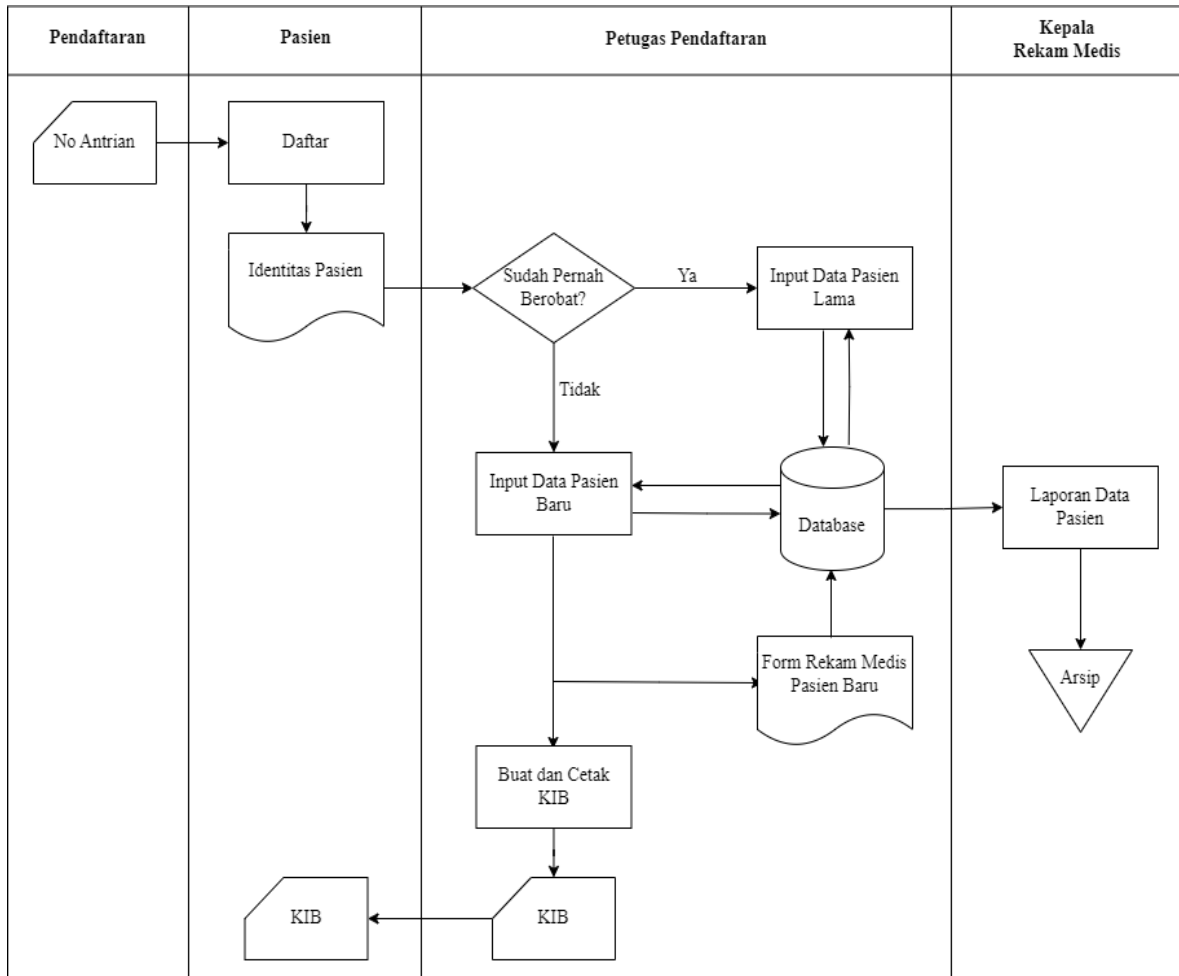 Pendaftaran
Pasien
Petugas Pendaftaran
Kepala
Rekam Medis
No Antrian
Daftar
Identitas Pasien
Sudah Pernah
Berobat?
Ya
Input Data Pasien
Lama
Tidak
Input Data Pasien
Baru
Database
Laporan Data
Pasien
Form Rekam Medis
Pasien Baru
Arsip
Buat dan Cetak
KIB
KIB
KIB